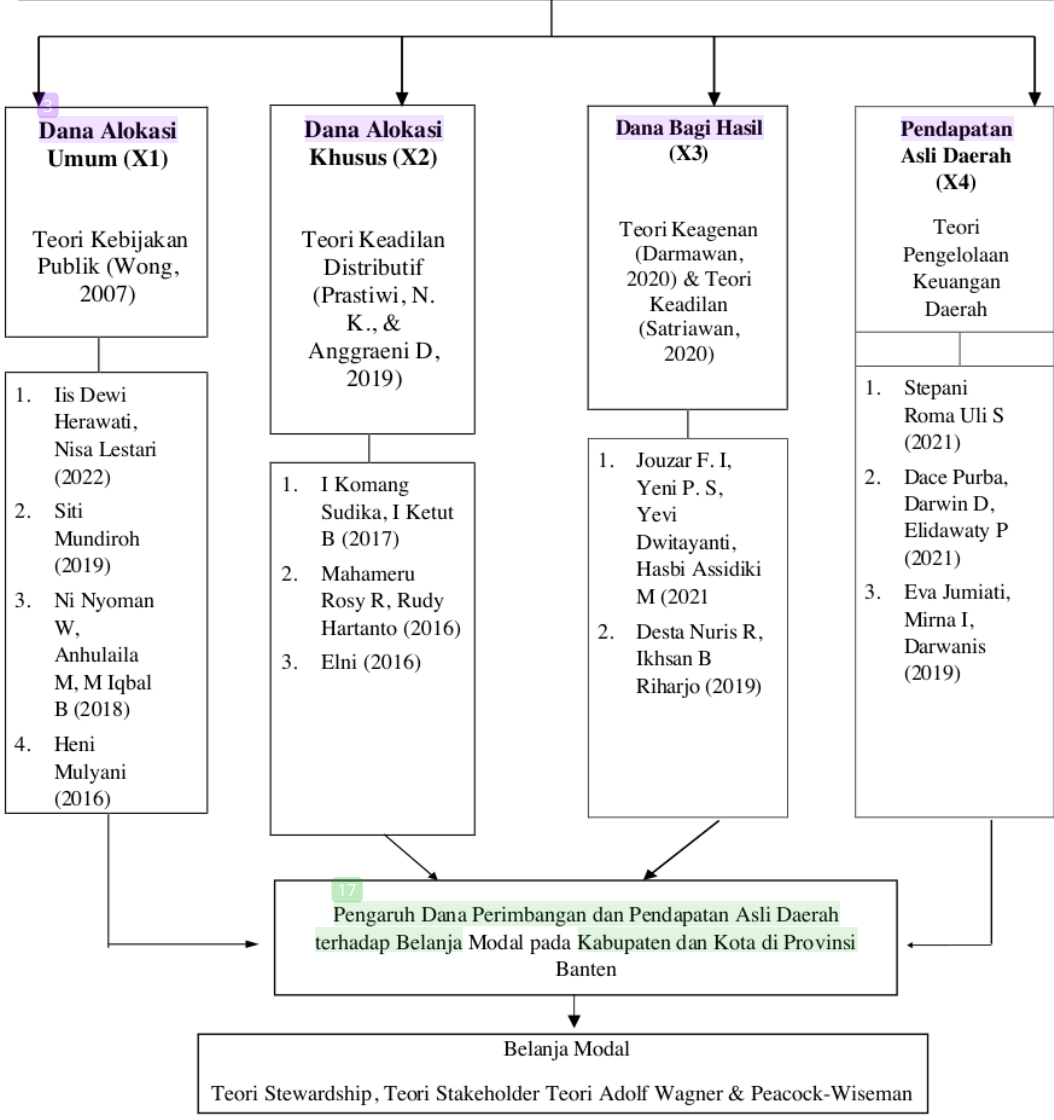 3
Dana Alokasi
Umum (X1)
Teori Kebijakan
Publik (Wong,
2007)
1. Iis Dewi
Herawati,
Nisa Lestari
(2022)
2. Siti
Mundiroh
(2019)
3. Ni Nyoman
W,
Anhulaila
M, M Iqbal
B (2018)
4. Heni
Mulyani
(2016)
Dana Alokasi
Khusus (X2)
Teori Keadilan
Distributif
(Prastiwi, N.
K., &
Anggraeni D,
2019)
1. I Komang
Sudika, I Ketut
B (2017)
2. Mahameru
Rosy R, Rudy
Hartanto (2016)
3. Elni (2016)
Dana Bagi Hasil
(X3)
Teori Keagenan
(Darmawan,
2020) & Teori
Keadilan
(Satriawan,
2020)
1. Jouzar F. I,
Yeni P. S,
Yevi
Dwitayanti,
Hasbi Assidiki
M (2021
2. Desta Nuris R,
Ikhsan B
Riharjo (2019)
Pendapatan
Asli Daerah
(X4)
Teori
Pengelolaan
Keuangan
Daerah
1. Stepani
Roma Uli S
(2021)
2. Dace Purba,
Darwin D,
Elidawaty P
(2021)
3. Eva Jumiati,
Mirna I,
Darwanis
(2019)
17
Pengaruh Dana Perimbangan dan Pendapatan Asli Daerah
terhadap Belanja Modal pada Kabupaten dan Kota di Provinsi
Banten
Belanja Modal
Teori Stewardship, Teori Stakeholder Teori Adolf Wagner & Peacock-Wiseman